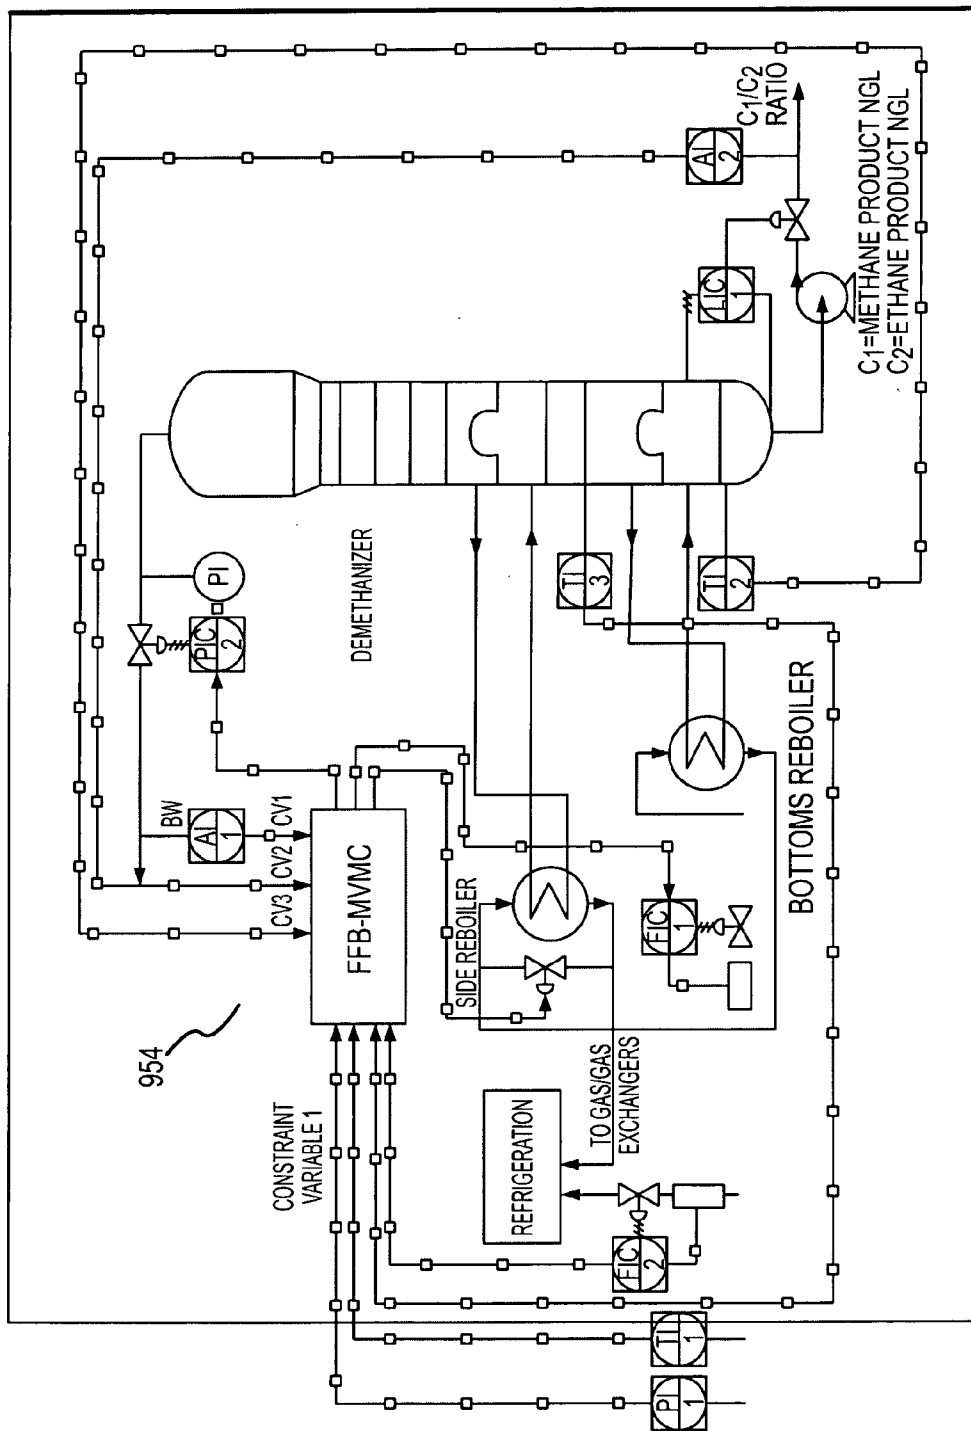 954
CONSTRAINT
VARIABLE 1
FFB-MVMC
CV3
CV2
CV1
BW
AI
1
PIC
2
PI
DEMETHANIZER
AI
2
C1/C2
RATIO
LIC
1
C1=METHANE PRODUCT NGL
C2=ETHANE PRODUCT NGL
TI
3
TI
2
SIDE REBOILER
BOTTOMS REBOILER
FIC
1
TO GAS/GAS
EXCHANGERS
REFRIGERATION
FIC
2
TI
1
PI
1